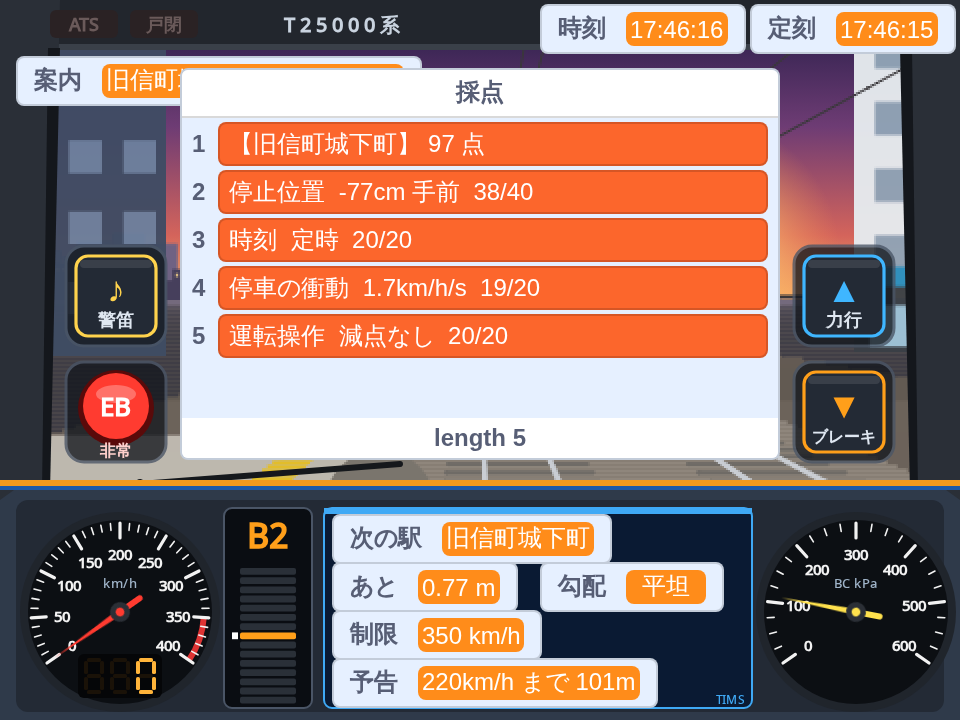 ATS 戸閉 T25000系 時刻 17:46:16 定刻 17:46:15
案内 旧信町
採点
1 【旧信町城下町】 97 点
2 停止位置 -77cm 手前 38/40
3 時刻 定時 20/20
4 停車の衝動 1.7km/h/s 19/20
5 運転操作 減点なし 20/20
length 5
♪
警笛
▲
力行
EB
非常
▼
ブレーキ
0 50 100 150 200 250 300 350 400
km/h
0
B2
次の駅 旧信町城下町
あと 0.77 m 勾配 平坦
制限 350 km/h
予告 220km/h まで 101m
TIMS
0 100 200 300 400 500 600
BC kPa